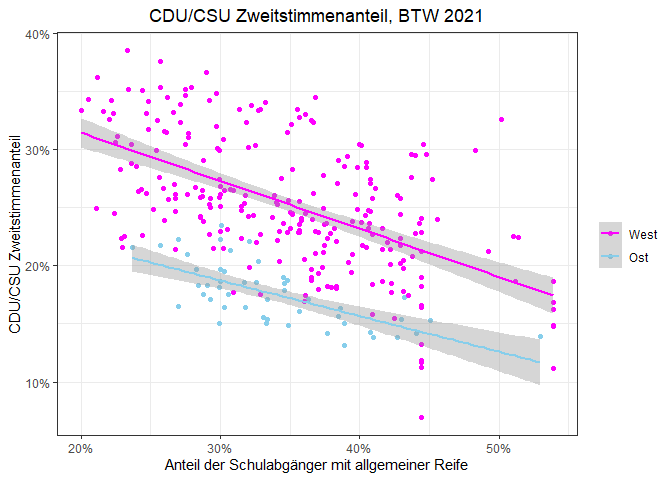 CDU/CSU Zweitstimmenanteil, BTW 2021
40%
30%
20%
10%
CDU/CSU Zweitstimmenanteil
20%
30%
40%
50%
Anteil der Schulabgänger mit allgemeiner Reife
West
Ost